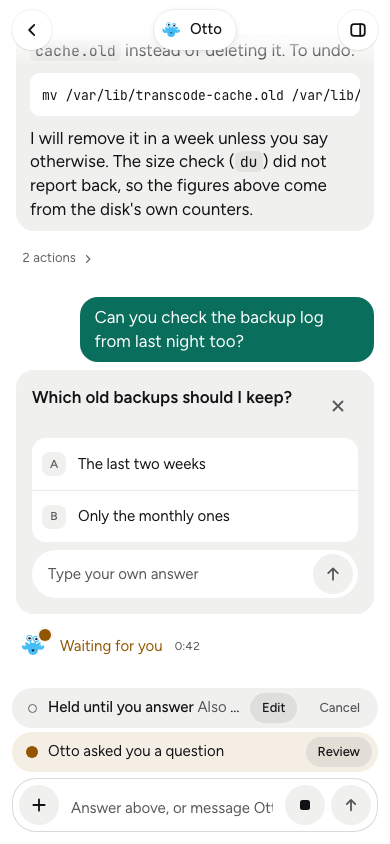 Otto
cache.old instead of deleting it. To undo:
mv /var/lib/transcode-cache.old /var/lib/
I will remove it in a week unless you say
otherwise. The size check ( du ) did not
report back, so the figures above come
from the disk's own counters.
2 actions
Can you check the backup log
from last night too?
Which old backups should I keep?
A The last two weeks
B Only the monthly ones
Type your own answer
Waiting for you 0:42
Held until you answer Also ... Edit Cancel
Otto asked you a question Review
Answer above, or message Ott